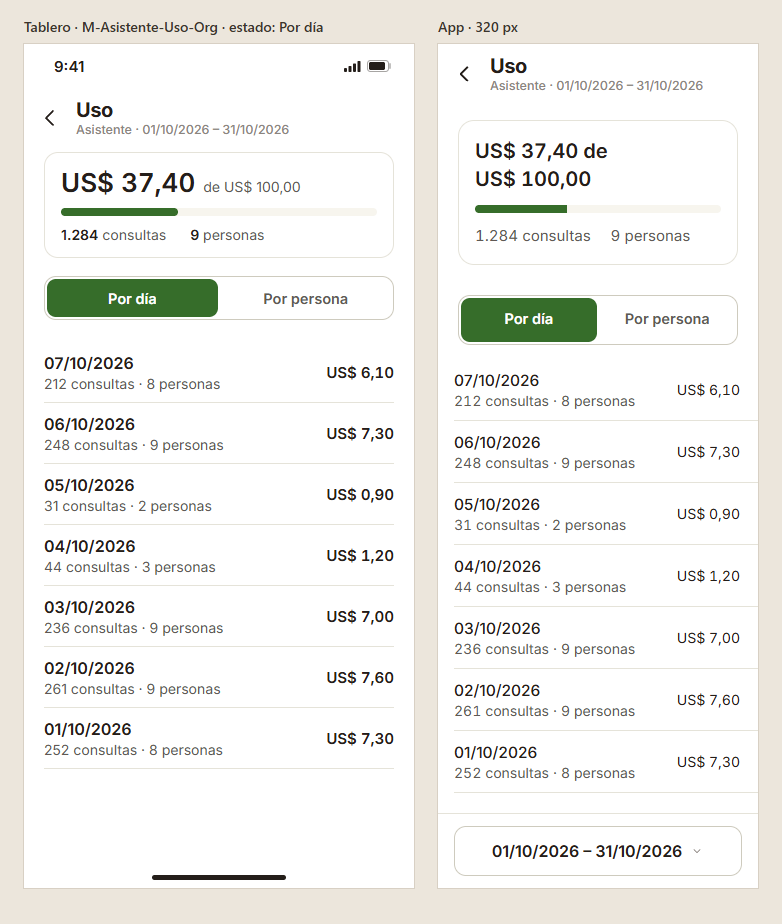 Tablero · M-Asistente-Uso-Org · estado: Por día
9:41
Uso
Asistente · 01/10/2026 – 31/10/2026
US$ 37,40 de US$ 100,00
1.284 consultas 9 personas
Por día Por persona
07/10/2026
212 consultas · 8 personas
US$ 6,10
06/10/2026
248 consultas · 9 personas
US$ 7,30
05/10/2026
31 consultas · 2 personas
US$ 0,90
04/10/2026
44 consultas · 3 personas
US$ 1,20
03/10/2026
236 consultas · 9 personas
US$ 7,00
02/10/2026
261 consultas · 9 personas
US$ 7,60
01/10/2026
252 consultas · 8 personas
US$ 7,30
App · 320 px
Uso
Asistente · 01/10/2026 – 31/10/2026
US$ 37,40 de
US$ 100,00
1.284 consultas 9 personas
Por día Por persona
07/10/2026
212 consultas · 8 personas
US$ 6,10
06/10/2026
248 consultas · 9 personas
US$ 7,30
05/10/2026
31 consultas · 2 personas
US$ 0,90
04/10/2026
44 consultas · 3 personas
US$ 1,20
03/10/2026
236 consultas · 9 personas
US$ 7,00
02/10/2026
261 consultas · 9 personas
US$ 7,60
01/10/2026
252 consultas · 8 personas
US$ 7,30
01/10/2026 – 31/10/2026